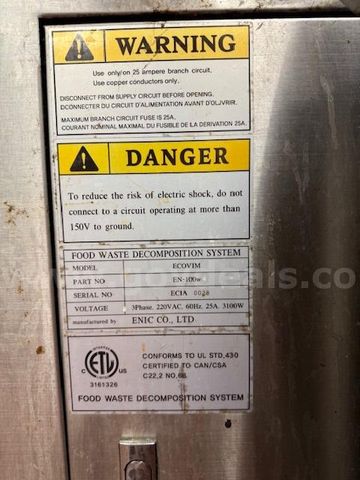 WARNING
Use only/on 25 ampere branch circuit.
Use copper conductors only.
DISCONNECT FROM SUPPLY CIRCUIT BEFORE OPENING.
DCONNECTER DU CIRCUIT D'ALIMENTATION AVANT D'OLJVRIR.
MAXIMUM BRANCH CIRCUIT FUSE IS 25A.
COURANT NOMINAL MAXIMAL DU FUSIBLE DE LA DERIVATION 25A.
DANGER
To reduce the risk of electric shock, do not
connect to a circuit operating at more than
150V to ground.
FOOD WASTE DECOMPOSITION SYSTEM
MODEL ECOVIM
PART NO EN-100w
SERIAL NO ECIA 0028
VOLTAGE 3Phase, 220VAC, 60Hz, 25A, 3100W
manufactured by ENIC CO., LTD
ETL
C US
3161326
CONFORMS TO UL STD,430
CERTIFIED TO CAN/CSA
C22,2 NO,68
FOOD WASTE DECOMPOSITION SYSTEM